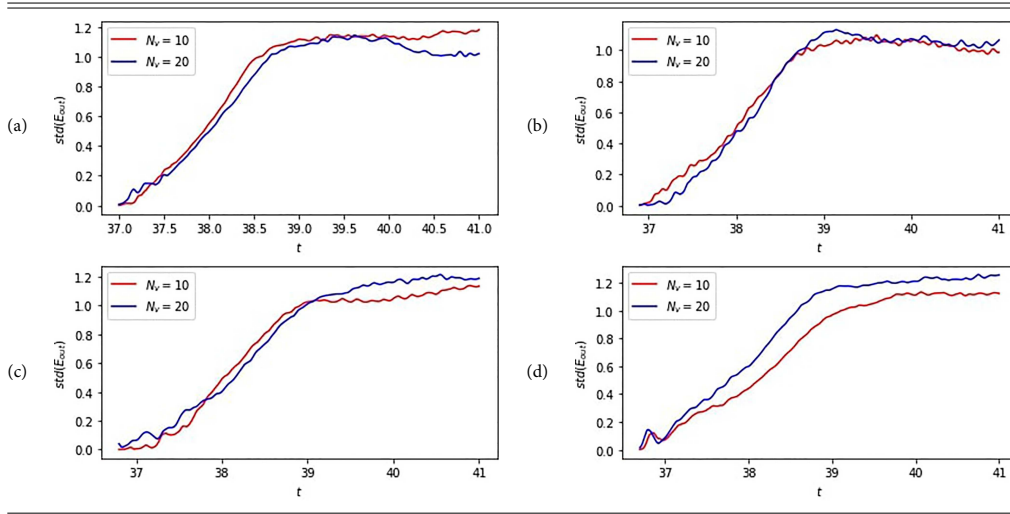 (a)
std(E_out)
1.2
1.0
0.8
0.6
0.4
0.2
0.0
N_v = 10
N_v = 20
37.0 37.5 38.0 38.5 39.0 39.5 40.0 40.5 41.0
t
(b)
std(E_out)
1.0
0.8
0.6
0.4
0.2
0.0
N_v = 10
N_v = 20
37 38 39 40 41
t
(c)
std(E_out)
1.2
1.0
0.8
0.6
0.4
0.2
0.0
N_v = 10
N_v = 20
37 38 39 40 41
t
(d)
std(E_out)
1.2
1.0
0.8
0.6
0.4
0.2
0.0
N_v = 10
N_v = 20
37 38 39 40 41
t